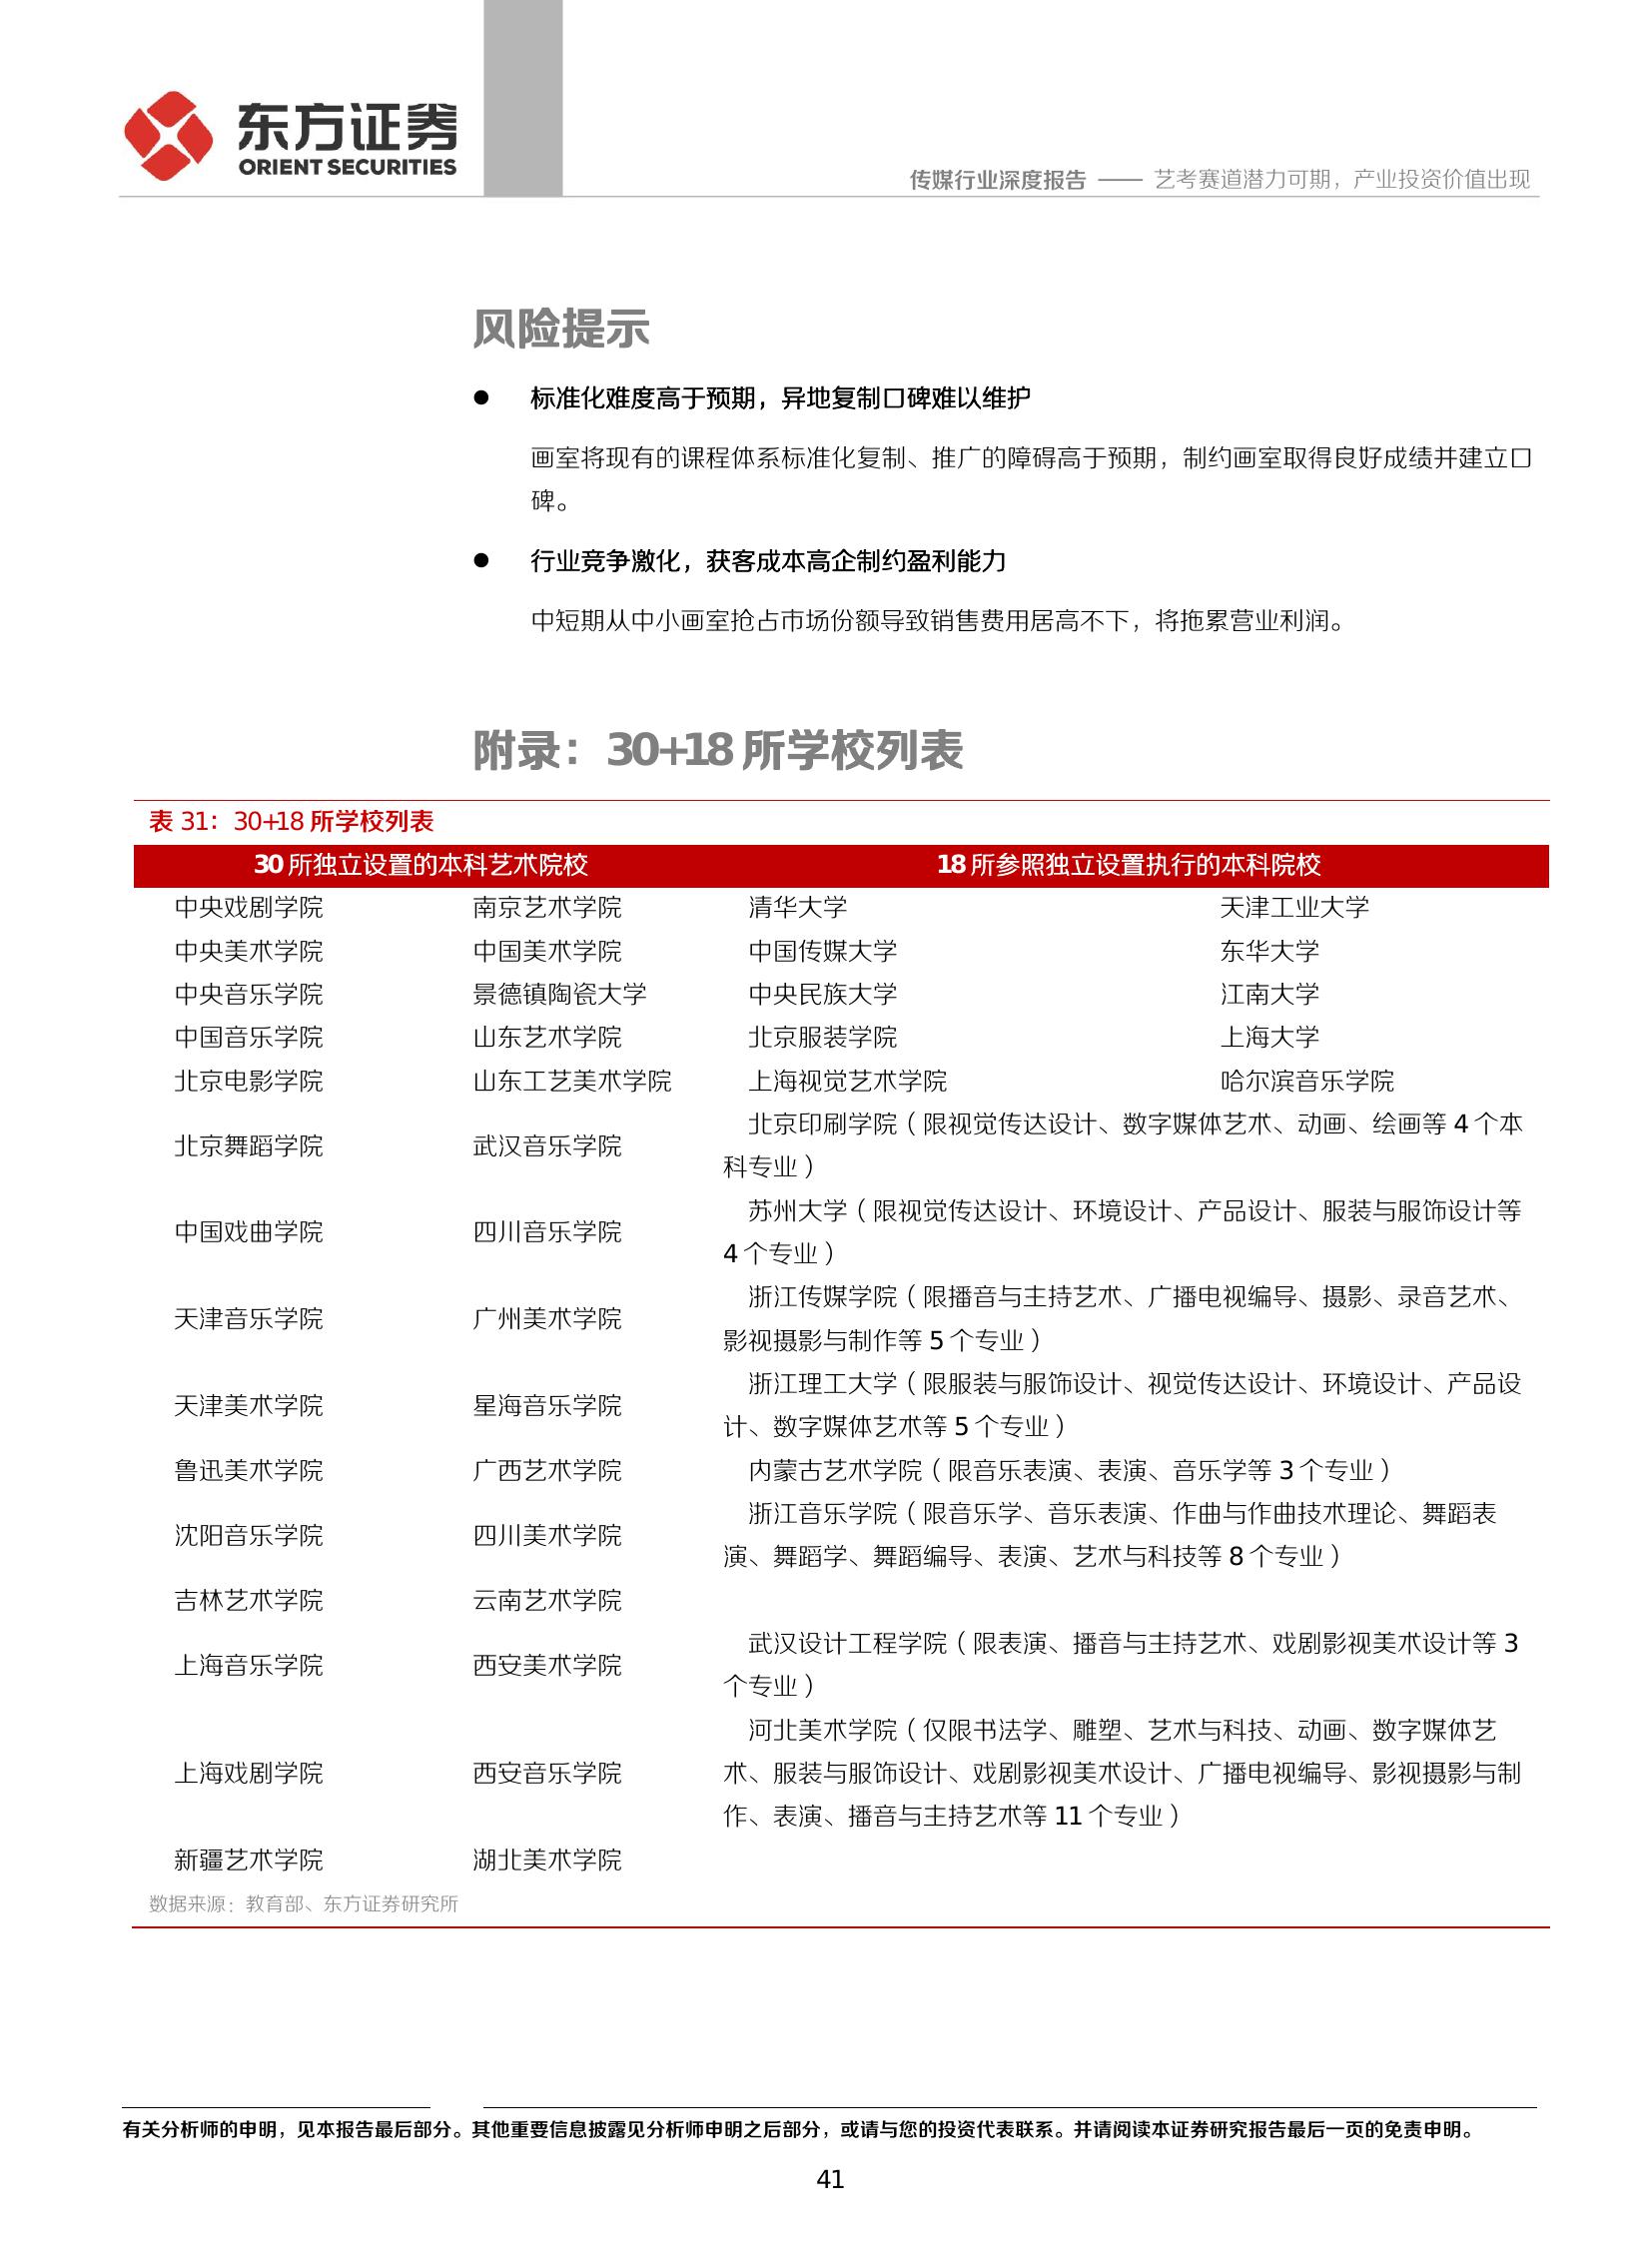 东方证券
ORIENT SECURITIES
传媒行业深度报告 —— 艺考赛道潜力可期，产业投资价值出现
风险提示
● 标准化难度高于预期，异地复制口碑难以维护
画室将现有的课程体系标准化复制、推广的障碍高于预期，制约画室取得良好成绩并建立口
碑。
● 行业竞争激化，获客成本高企制约盈利能力
中短期从中小画室抢占市场份额导致销售费用居高不下，将拖累营业利润。
附录：30+18 所学校列表
表 31：30+18 所学校列表
30 所独立设置的本科艺术院校 18 所参照独立设置执行的本科院校
中央戏剧学院 南京艺术学院 清华大学 天津工业大学
中央美术学院 中国美术学院 中国传媒大学 东华大学
中央音乐学院 景德镇陶瓷大学 中央民族大学 江南大学
中国音乐学院 山东艺术学院 北京服装学院 上海大学
北京电影学院 山东工艺美术学院 上海视觉艺术学院 哈尔滨音乐学院
北京舞蹈学院 武汉音乐学院 北京印刷学院（限视觉传达设计、数字媒体艺术、动画、绘画等 4 个本
科专业）
中国戏曲学院 四川音乐学院 苏州大学（限视觉传达设计、环境设计、产品设计、服装与服饰设计等
4 个专业）
天津音乐学院 广州美术学院 浙江传媒学院（限播音与主持艺术、广播电视编导、摄影、录音艺术、
影视摄影与制作等 5 个专业）
天津美术学院 星海音乐学院 浙江理工大学（限服装与服饰设计、视觉传达设计、环境设计、产品设
计、数字媒体艺术等 5 个专业）
鲁迅美术学院 广西艺术学院 内蒙古艺术学院（限音乐表演、表演、音乐学等 3 个专业）
沈阳音乐学院 四川美术学院 浙江音乐学院（限音乐学、音乐表演、作曲与作曲技术理论、舞蹈表
演、舞蹈学、舞蹈编导、表演、艺术与科技等 8 个专业）
吉林艺术学院 云南艺术学院
上海音乐学院 西安美术学院 武汉设计工程学院（限表演、播音与主持艺术、戏剧影视美术设计等 3
个专业）
上海戏剧学院 西安音乐学院 河北美术学院（仅限书法学、雕塑、艺术与科技、动画、数字媒体艺
术、服装与服饰设计、戏剧影视美术设计、广播电视编导、影视摄影与制
作、表演、播音与主持艺术等 11 个专业）
新疆艺术学院 湖北美术学院
数据来源：教育部、东方证券研究所
有关分析师的申明，见本报告最后部分。其他重要信息披露见分析师申明之后部分，或请与您的投资代表联系。并请阅读本证券研究报告最后一页的免责申明。
41